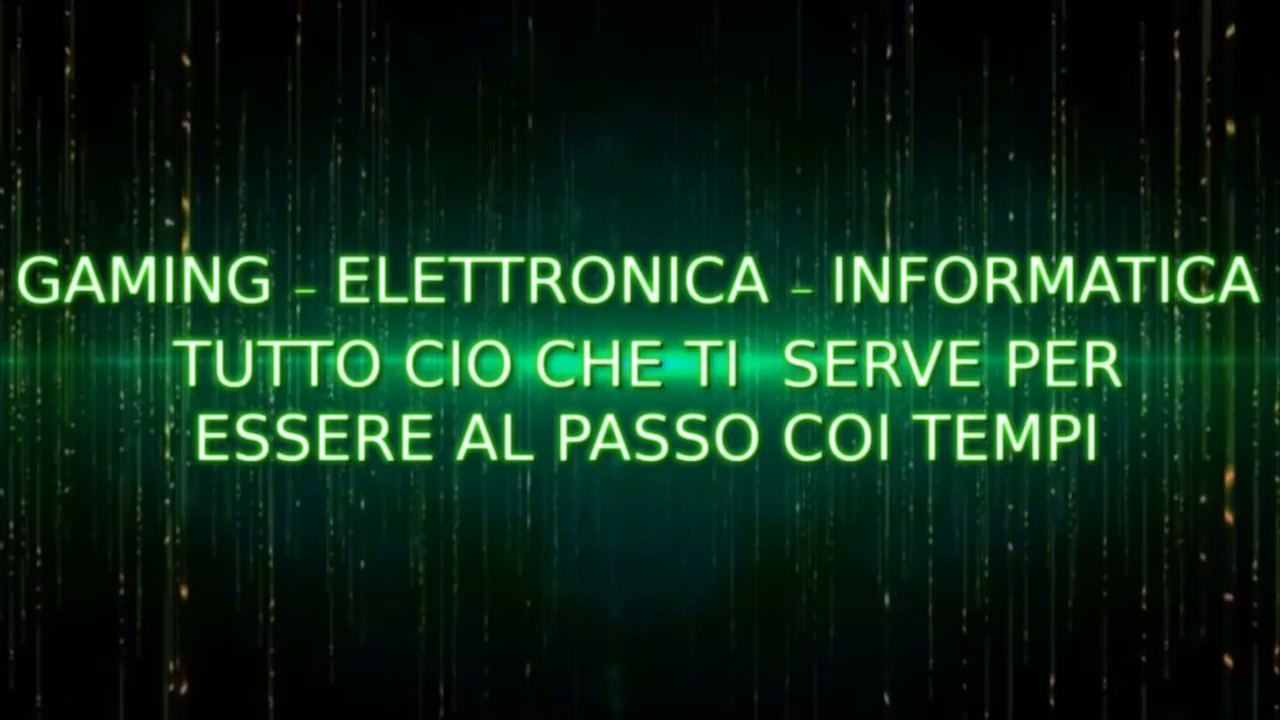 GAMING – ELETTRONICA – INFORMATICA
TUTTO CIO CHE TI  SERVE PER
ESSERE AL PASSO COI TEMPI